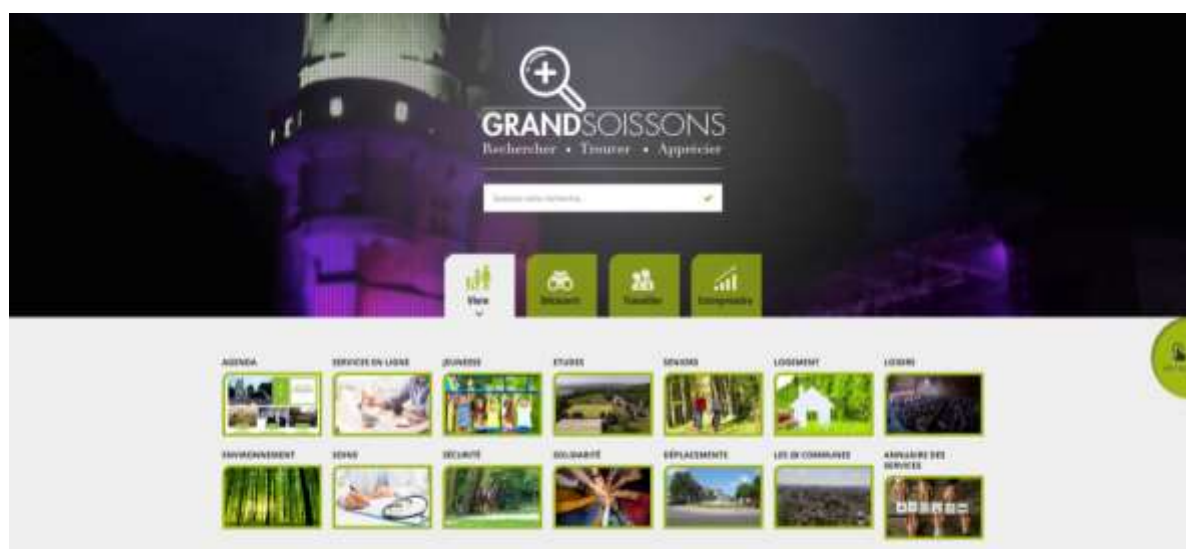 GRANDSOISSONS
Rechercher • Trouver • Apprécier
Vivre
Découvrir
Travailler
Entreprendre
AGENDA
SERVICES EN LIGNE
JEUNESSE
ETUDES
SENIORS
LOGEMENT
LOISIRS
ENVIRONNEMENT
SOINS
SÉCURITÉ
SOLIDARITÉ
DÉPLACEMENTS
LES 28 COMMUNES
ANNUAIRE DES
SERVICES